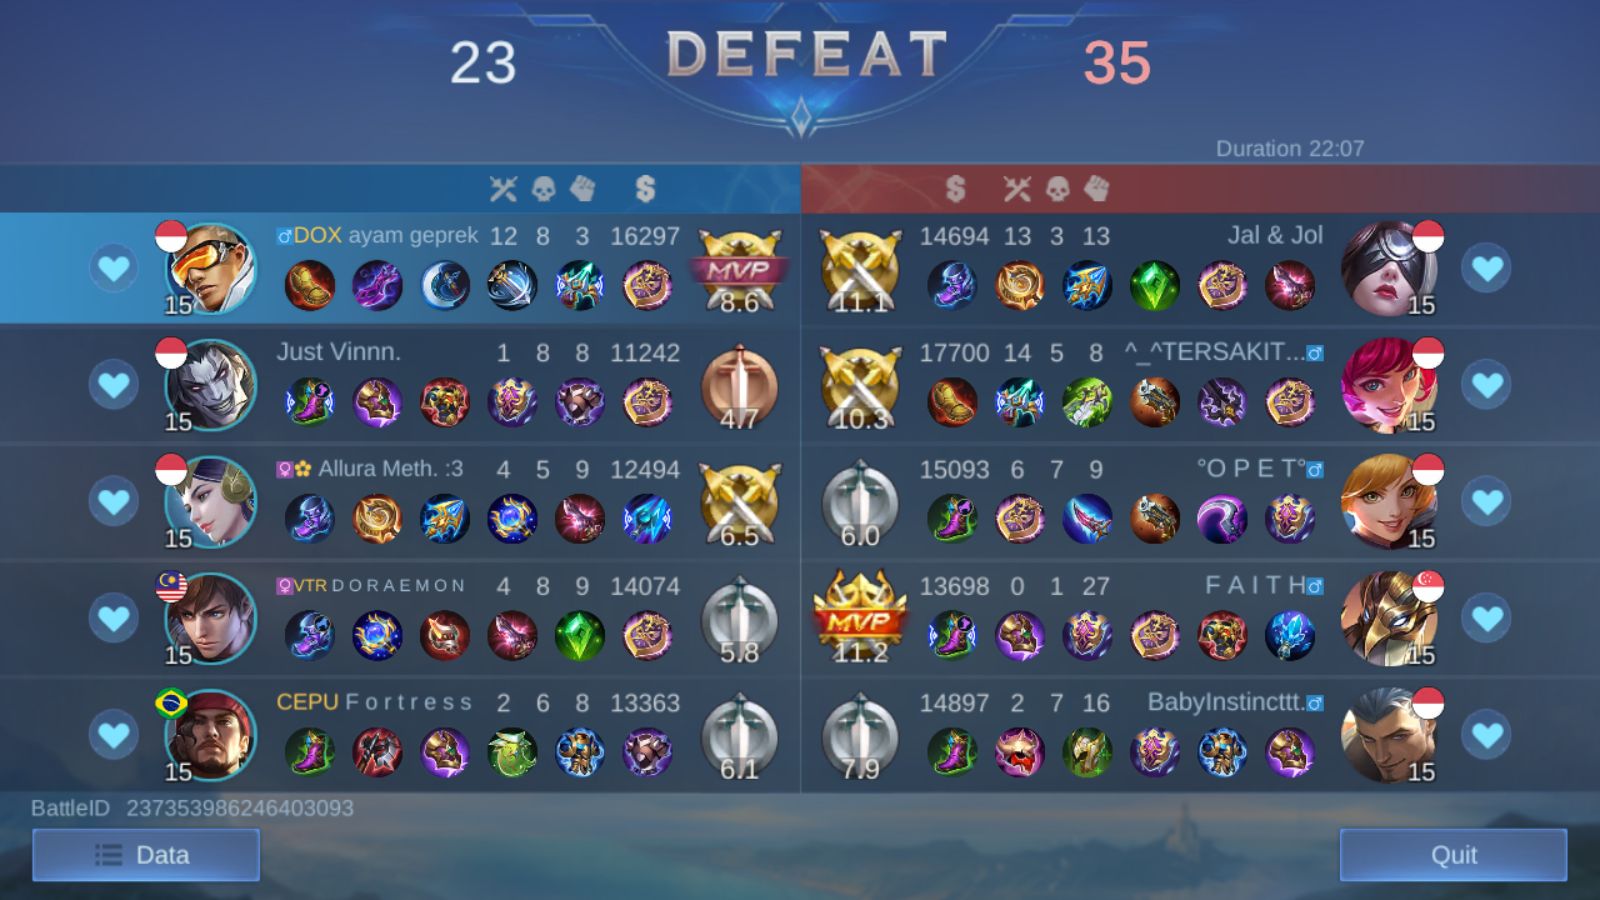 23 DEFEAT 35
Duration 22:07
♂DOX ayam geprek 12 8 3 16297
15 MVP 8.6
14694 13 3 13 Jal & Jol
11.1 15
Just Vinnn. 1 8 8 11242
15 4.7
17700 14 5 8 ^_^TERSAKIT...♂
10.3 15
♀✿ Allura Meth. :3 4 5 9 12494
15 6.5
15093 6 7 9 °O P E T°♂
6.0 15
♀VTR D O R A E M O N 4 8 9 14074
15 5.8
13698 0 1 27 F A I T H♂
MVP 11.2 15
CEPU F o r t r e s s 2 6 8 13363
15 6.1
14897 2 7 16 BabyInstincttt.♂
7.9 15
BattleID 237353986246403093
Data Quit